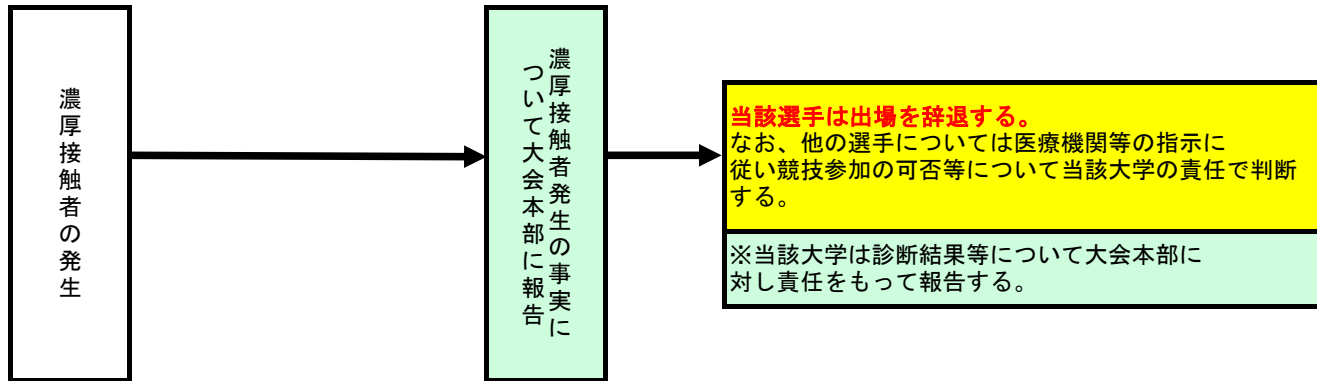 濃厚接触者の発生
濃厚接触者発生の事実に
ついて大会本部に報告
当該選手は出場を辞退する。
なお、他の選手については医療機関等の指示に
従い競技参加の可否等について当該大学の責任で判断
する。
※当該大学は診断結果等について大会本部に
対し責任をもって報告する。